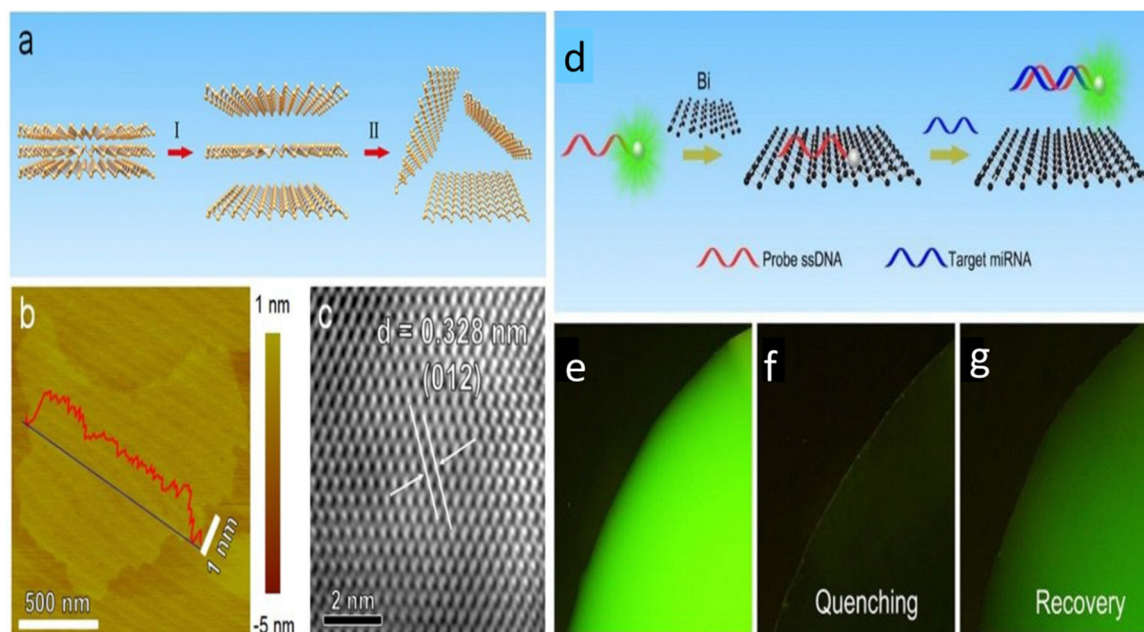 a
I
II
b
1 nm
1 nm
500 nm
-5 nm
c
d = 0.328 nm
(012)
2 nm
d
Bi
Probe ssDNA
Target miRNA
e
f
Quenching
g
Recovery